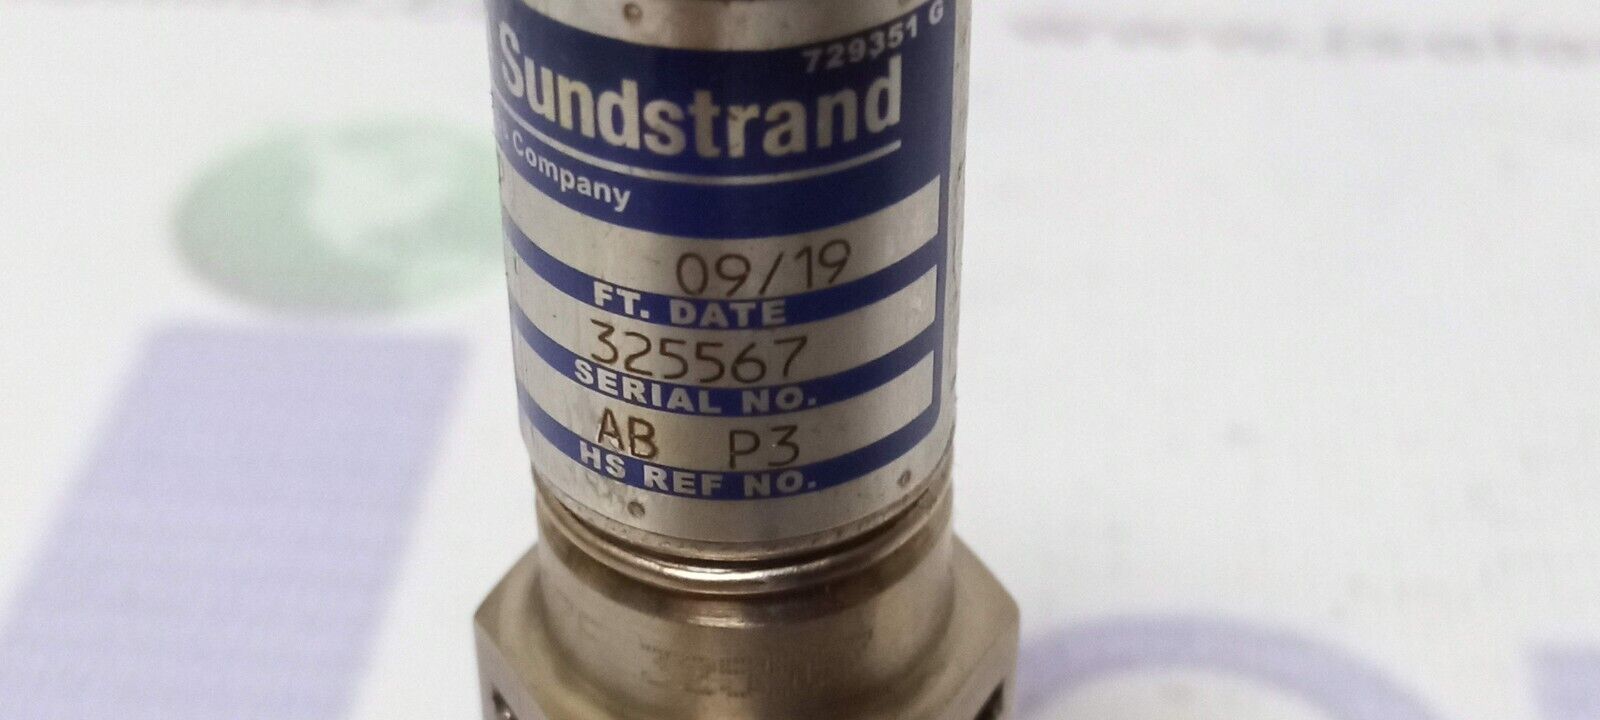 729351 G
Sundstrand
Company
09/19
FT. DATE
325567
SERIAL NO.
AB P3
HS REF NO.